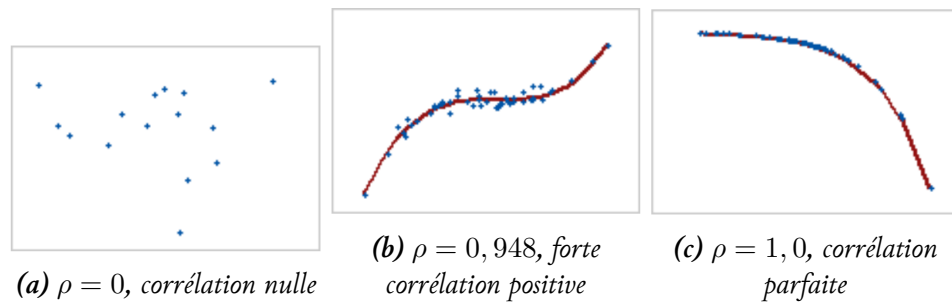 (a) ρ = 0, corrélation nulle
(b) ρ = 0, 948, forte
corrélation positive
(c) ρ = 1, 0, corrélation
parfaite